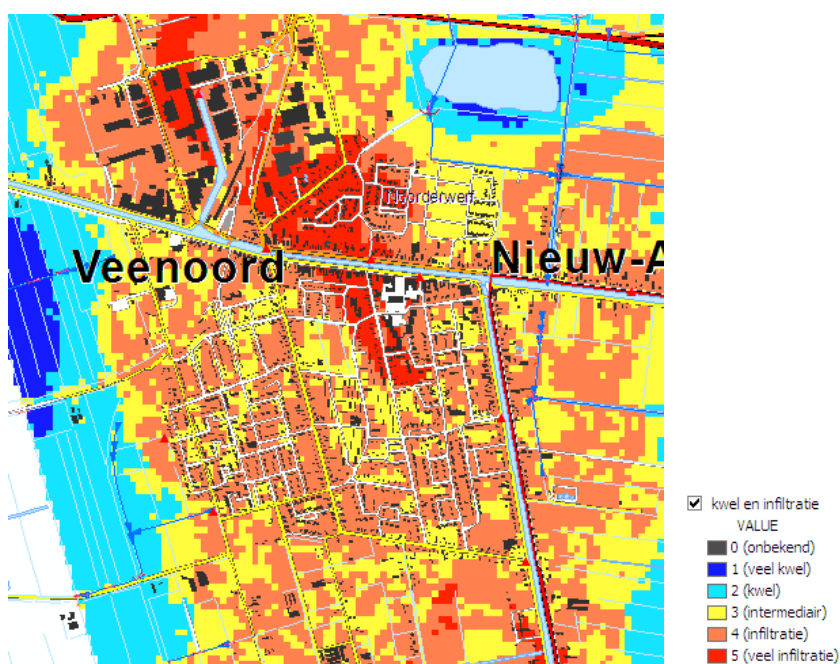 Noorderwerf
Veenoord
Nieuw-A
kwel en infiltratie
VALUE
0 (onbekend)
1 (veel kwel)
2 (kwel)
3 (intermediair)
4 (infiltratie)
5 (veel infiltratie)